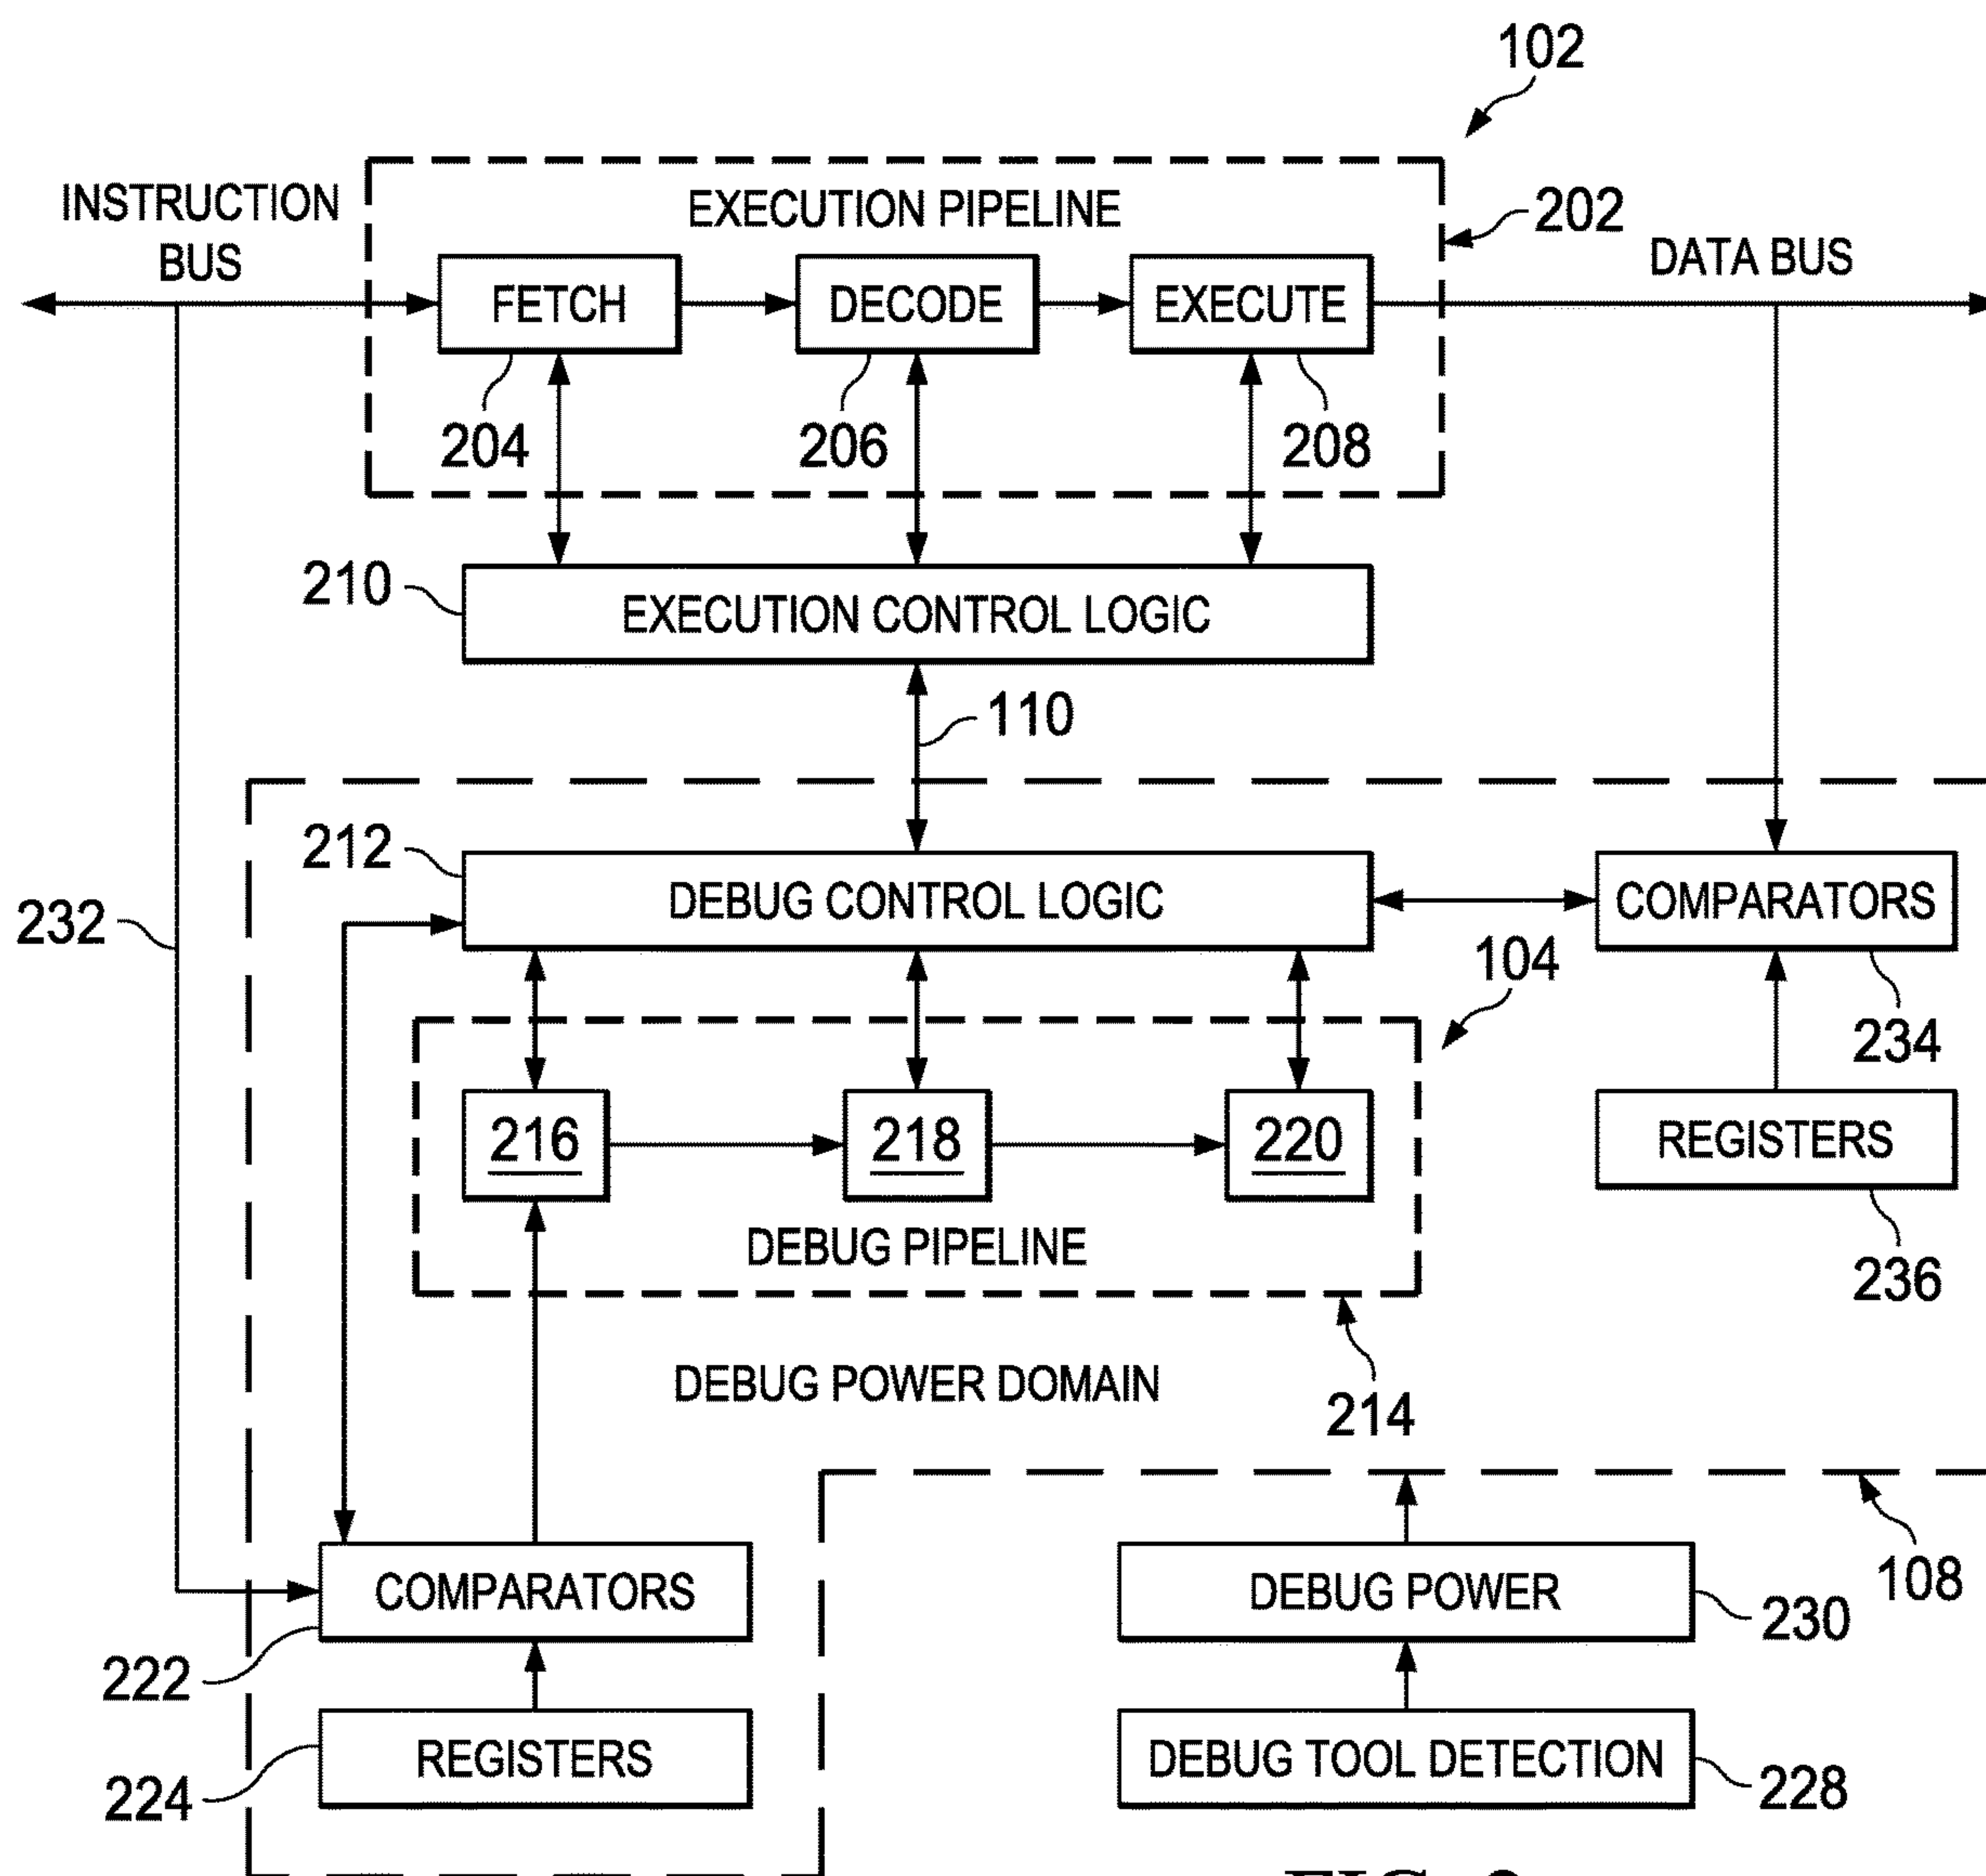 102
INSTRUCTION
BUS
EXECUTION PIPELINE
202
DATA BUS
FETCH
DECODE
EXECUTE
204
206
208
210
EXECUTION CONTROL LOGIC
110
212
DEBUG CONTROL LOGIC
COMPARATORS
232
104
234
216
218
220
REGISTERS
DEBUG PIPELINE
236
DEBUG POWER DOMAIN
214
108
COMPARATORS
DEBUG POWER
230
222
REGISTERS
DEBUG TOOL DETECTION
224
228